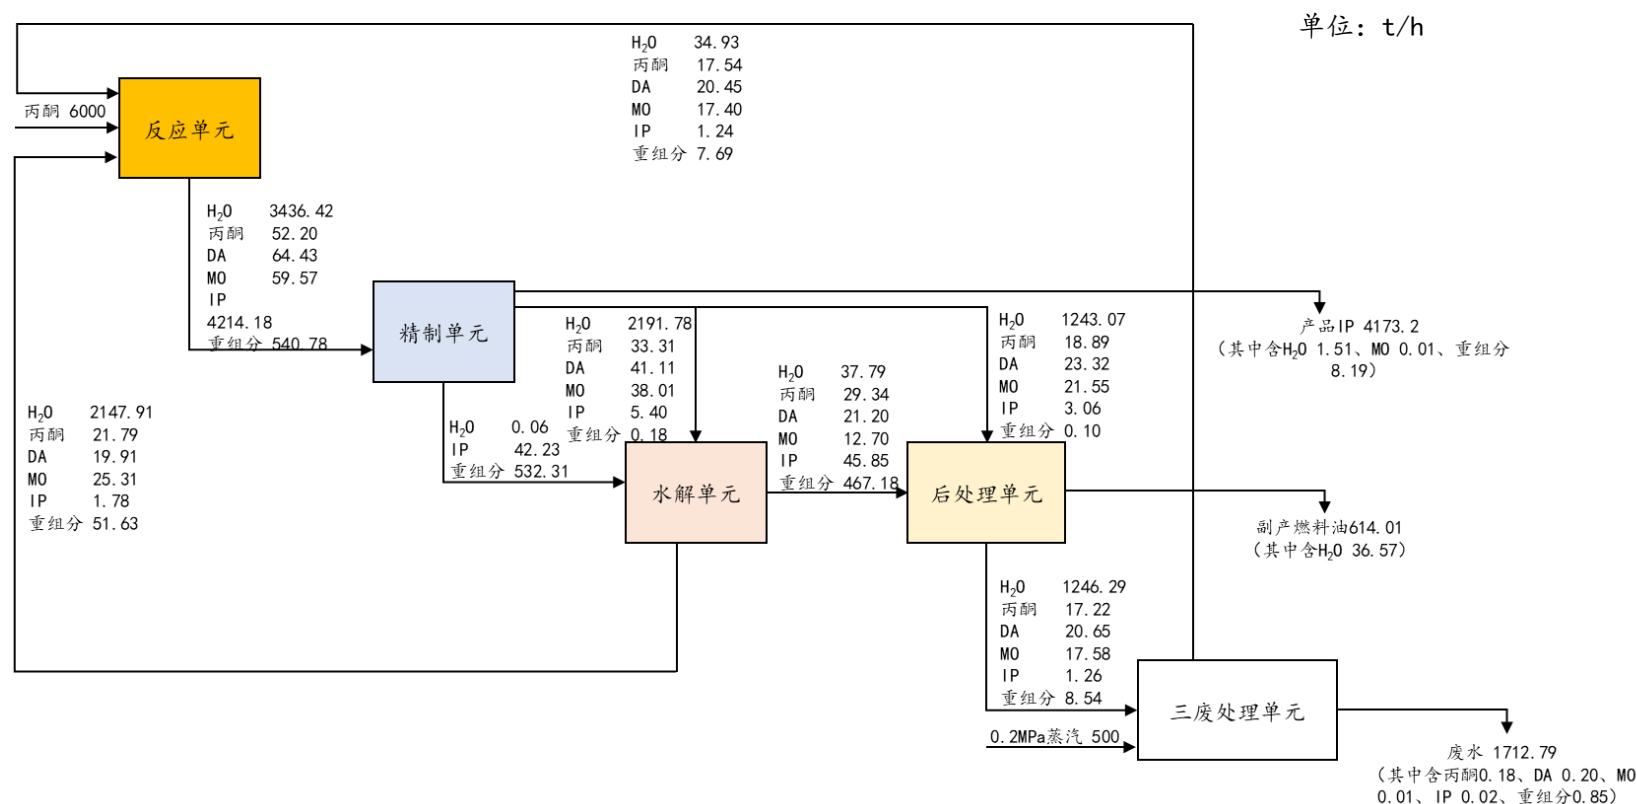 单位：t/h
H₂O 34.93
丙酮 17.54
DA 20.45
MO 17.40
IP 1.24
重组分 7.69
丙酮 6000
反应单元
H₂O 3436.42
丙酮 52.20
DA 64.43
MO 59.57
IP
4214.18
重组分 540.78
精制单元
产品IP 4173.2
（其中含H₂O 1.51、MO 0.01、重组分
8.19）
H₂O 2191.78
丙酮 33.31
DA 41.11
MO 38.01
IP 5.40
重组分 0.18
H₂O 1243.07
丙酮 18.89
DA 23.32
MO 21.55
IP 3.06
重组分 0.10
H₂O 37.79
丙酮 29.34
DA 21.20
MO 12.70
IP 45.85
重组分 467.18
H₂O 2147.91
丙酮 21.79
DA 19.91
MO 25.31
IP 1.78
重组分 51.63
H₂O 0.06
IP 42.23
重组分 532.31
水解单元
后处理单元
副产燃料油614.01
（其中含H₂O 36.57）
H₂O 1246.29
丙酮 17.22
DA 20.65
MO 17.58
IP 1.26
重组分 8.54
0.2MPa蒸汽 500
三废处理单元
废水 1712.79
（其中含丙酮0.18、DA 0.20、MO
0.01、IP 0.02、重组分0.85）